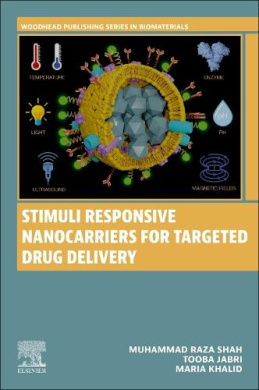 WOODHEAD PUBLISHING SERIES IN BIOMATERIALS
TEMPERATURE
ENZYME
LIGHT
PH
ULTRASOUND
MAGNETIC FIELDS
STIMULI RESPONSIVE
NANOCARRIERS FOR TARGETED
DRUG DELIVERY
MUHAMMAD RAZA SHAH
TOOBA JABRI
MARIA KHALID
ELSEVIER